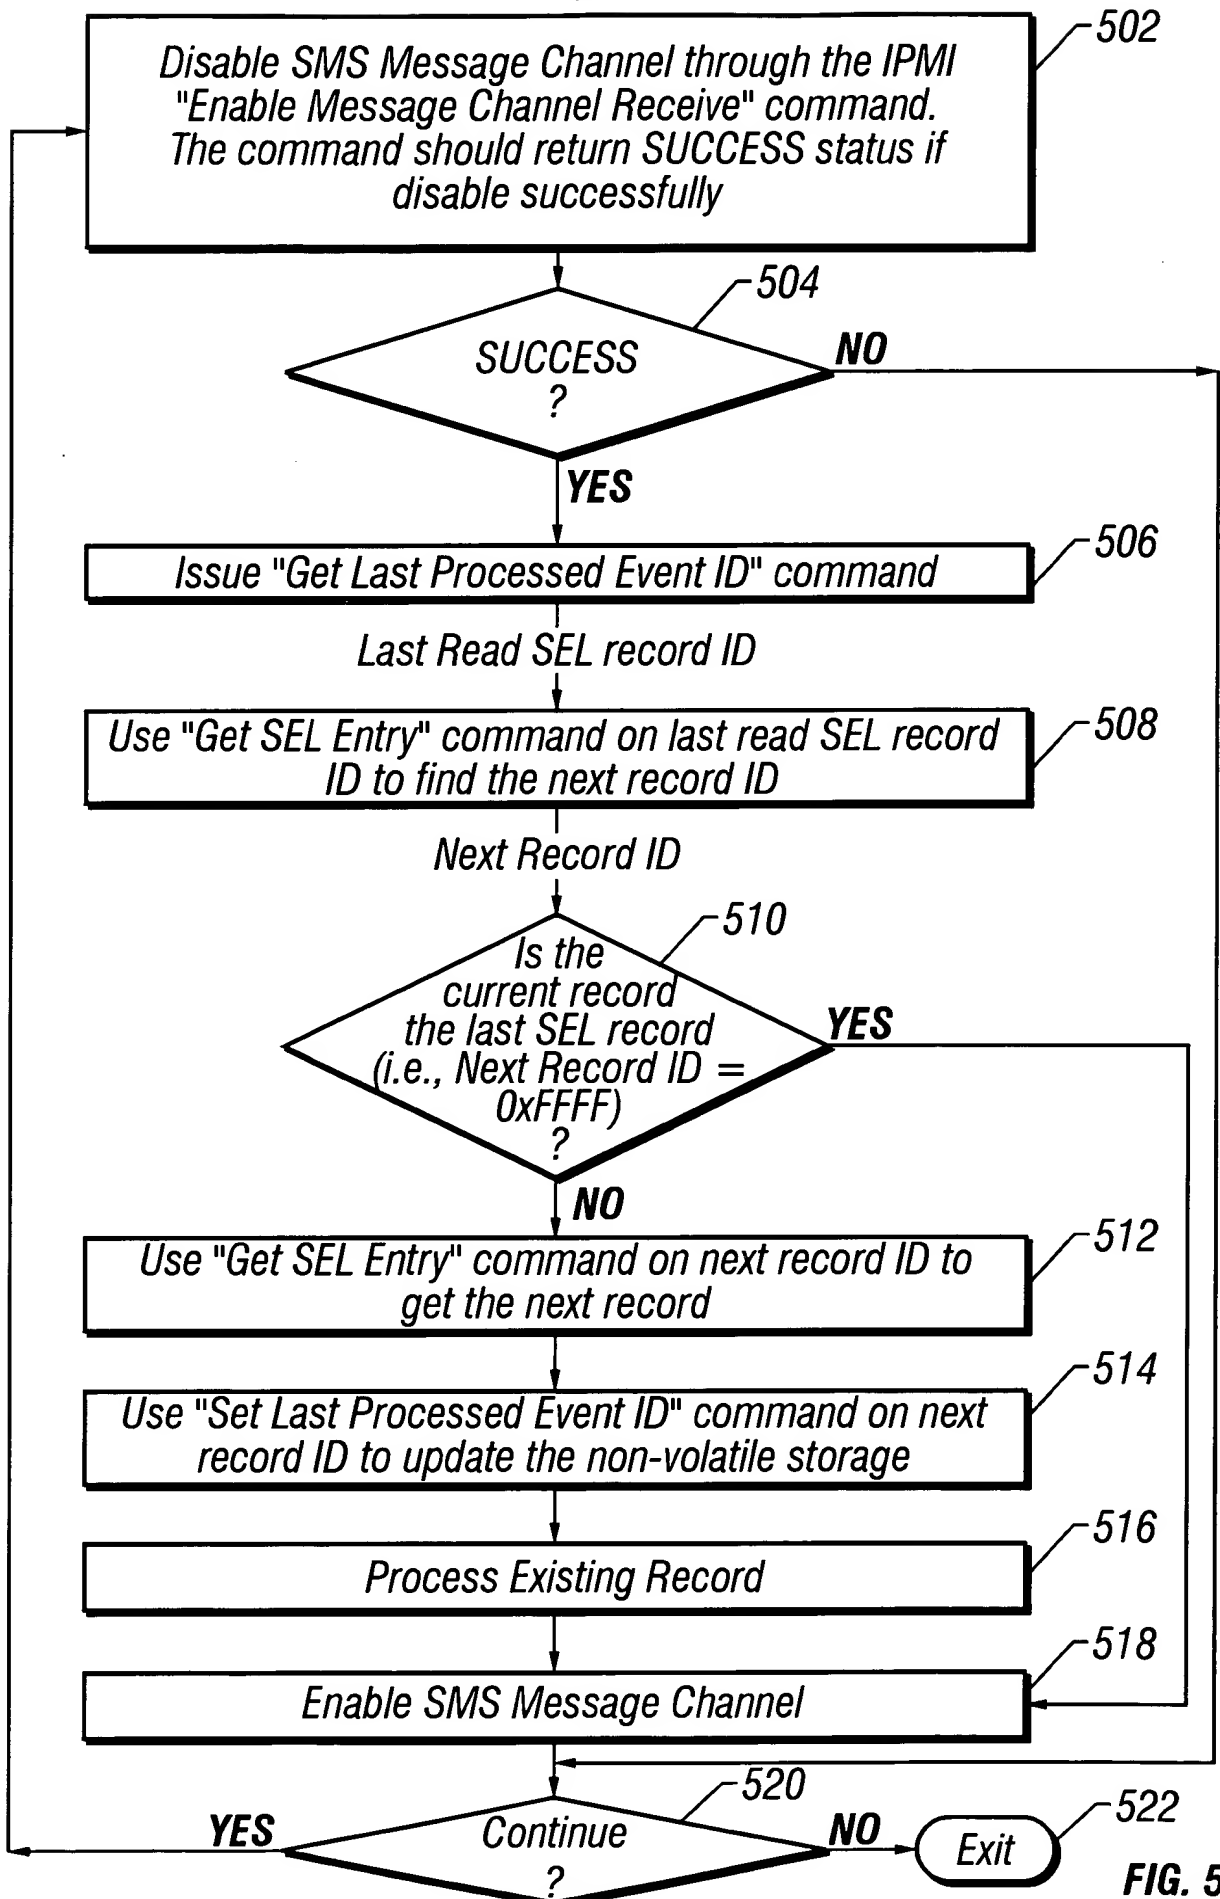 502
Disable SMS Message Channel through the IPMI
"Enable Message Channel Receive" command.
The command should return SUCCESS status if
disable successfully
504
SUCCESS
?
NO
YES
506
Issue "Get Last Processed Event ID" command
Last Read SEL record ID
508
Use "Get SEL Entry" command on last read SEL record
ID to find the next record ID
Next Record ID
510
Is the
current record
the last SEL record
(i.e., Next Record ID =
0xFFFF)
?
YES
NO
512
Use "Get SEL Entry" command on next record ID to
get the next record
514
Use "Set Last Processed Event ID" command on next
record ID to update the non-volatile storage
516
Process Existing Record
518
Enable SMS Message Channel
520
YES
Continue
?
NO
Exit
522
FIG. 5